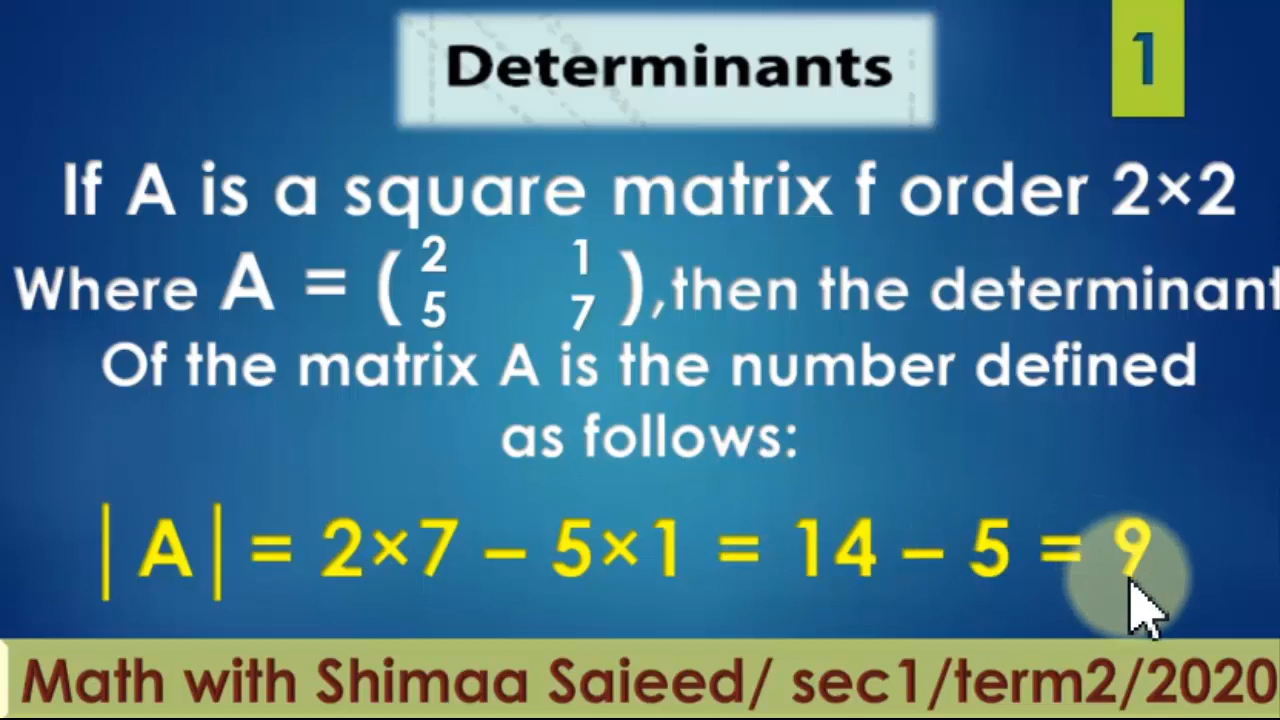 Determinants
1
If A is a square matrix f order 2×2
Where A = ( 2 1
5 7 ) ,then the determinant
Of the matrix A is the number defined
as follows:
| A | = 2×7 – 5×1 = 14 – 5 = 9
Math with Shimaa Saieed/ sec1/term2/2020